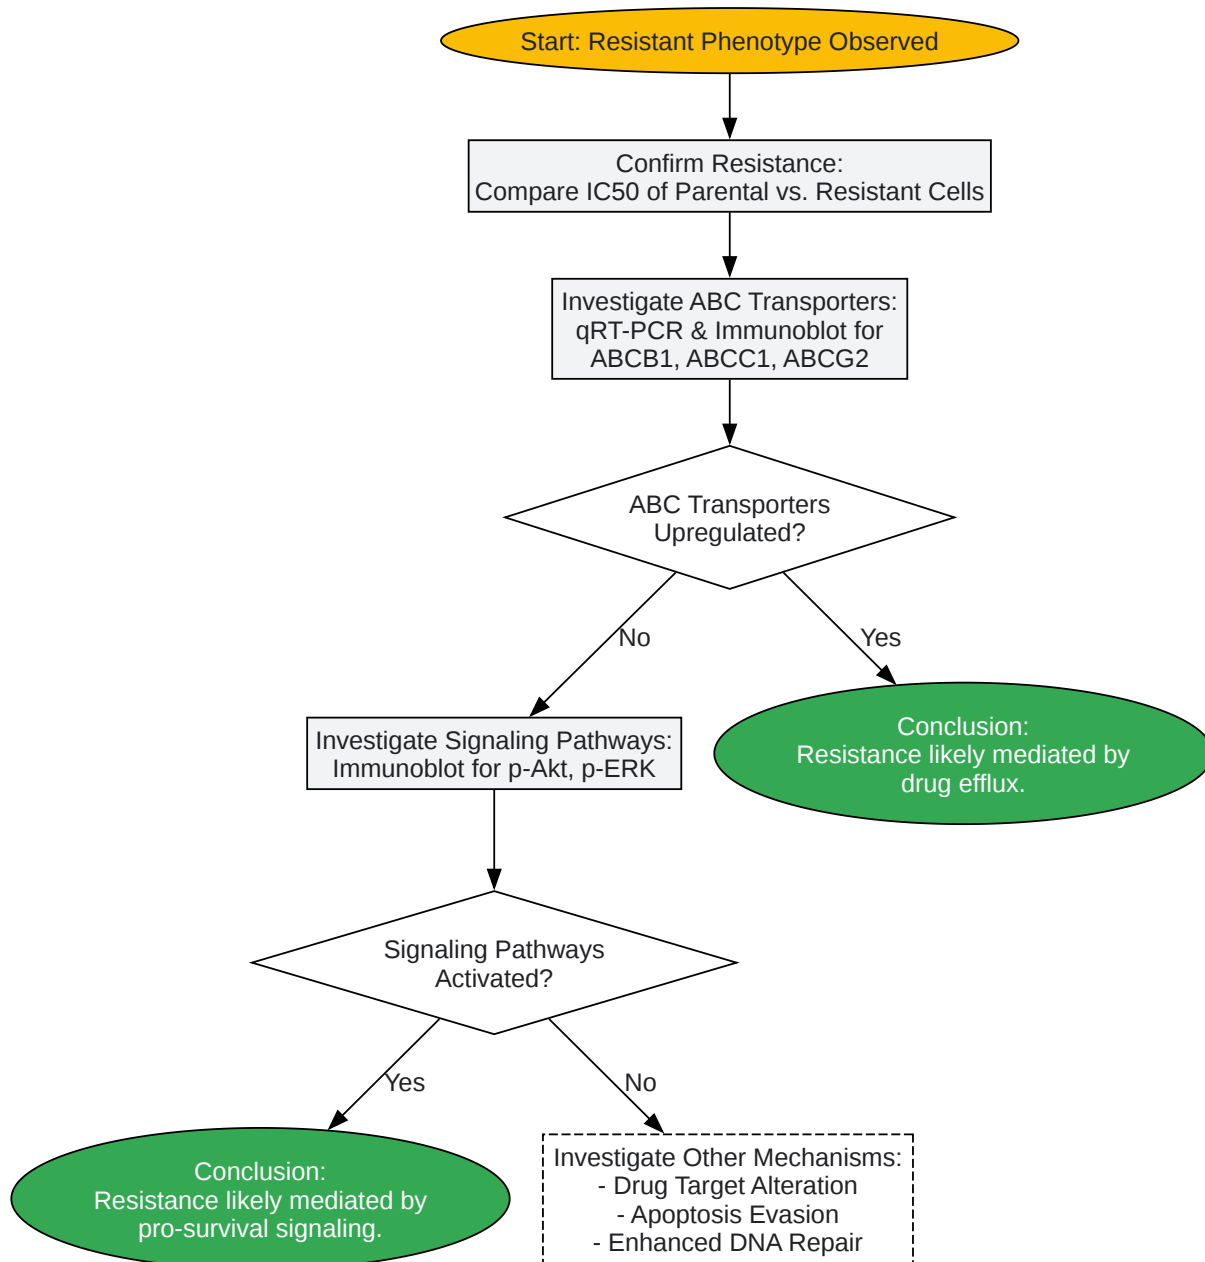 Start: Resistant Phenotype Observed
Confirm Resistance:
Compare IC50 of Parental vs. Resistant Cells
Investigate ABC Transporters:
qRT-PCR & Immunoblot for
ABCB1, ABCC1, ABCG2
ABC Transporters
Upregulated?
No
Yes
Investigate Signaling Pathways:
Immunoblot for p-Akt, p-ERK
Conclusion:
Resistance likely mediated by
drug efflux.
Signaling Pathways
Activated?
Yes
No
Conclusion:
Resistance likely mediated by
pro-survival signaling.
Investigate Other Mechanisms:
- Drug Target Alteration
- Apoptosis Evasion
- Enhanced DNA Repair